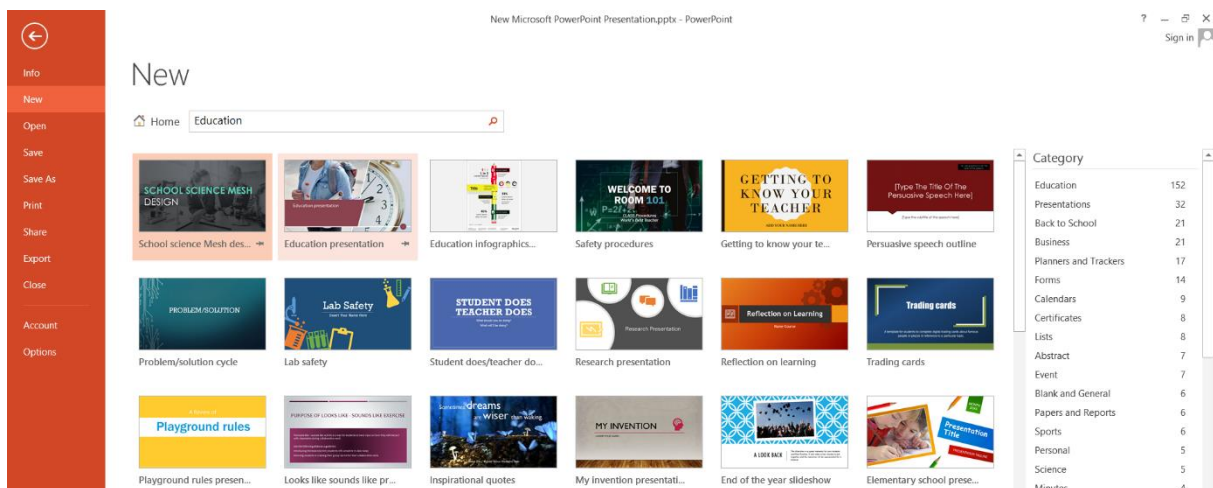 New Microsoft PowerPoint Presentation.pptx - PowerPoint
?
Sign in
Info
New
Open
Save
Save As
Print
Share
Export
Close
Account
Options
New
Home
Education
SCHOOL SCIENCE MESH
DESIGN
School science Mesh des...
Education presentation
Education presentation
Education infographics...
WELCOME TO
ROOM 101
CLASS Procedures
Safety procedures
GETTING TO
KNOW YOUR
TEACHER
Getting to know your te...
[Type The Title Of The
Persuasive Speech Here]
Persuasive speech outline
PROBLEM/SOLUTION
Problem/solution cycle
Lab Safety
Lab safety
STUDENT DOES
TEACHER DOES
Student does/teacher do...
Research Presentation
Research presentation
Reflection on Learning
Reflection on learning
Trading cards
Trading cards
Playground rules
Playground rules presen...
PURPOSE OF LOOKS LIKE - SOUNDS LIKE EXERCISE
Looks like sounds like pr...
Sometimes dreams
are wiser than waking
Inspirational quotes
MY INVENTION
My invention presentati...
A LOOK BACK
End of the year slideshow
Presentation
Title
Elementary school prese...
Category
Education 152
Presentations 32
Back to School 21
Business 21
Planners and Trackers 17
Forms 14
Calendars 9
Certificates 8
Lists 8
Abstract 7
Event 7
Blank and General 6
Papers and Reports 6
Sports 6
Personal 5
Science 5
Minutes 4